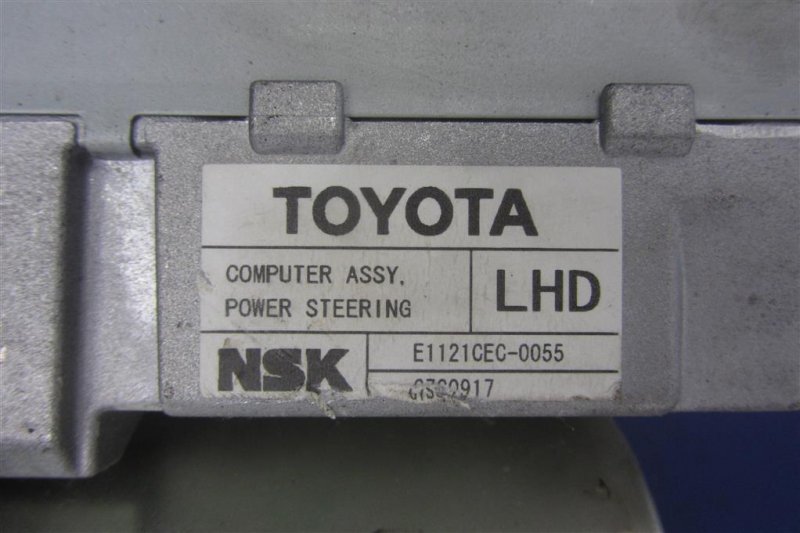 TOYOTA
COMPUTER ASSY,
POWER STEERING
LHD
NSK
E1121CEC-0055